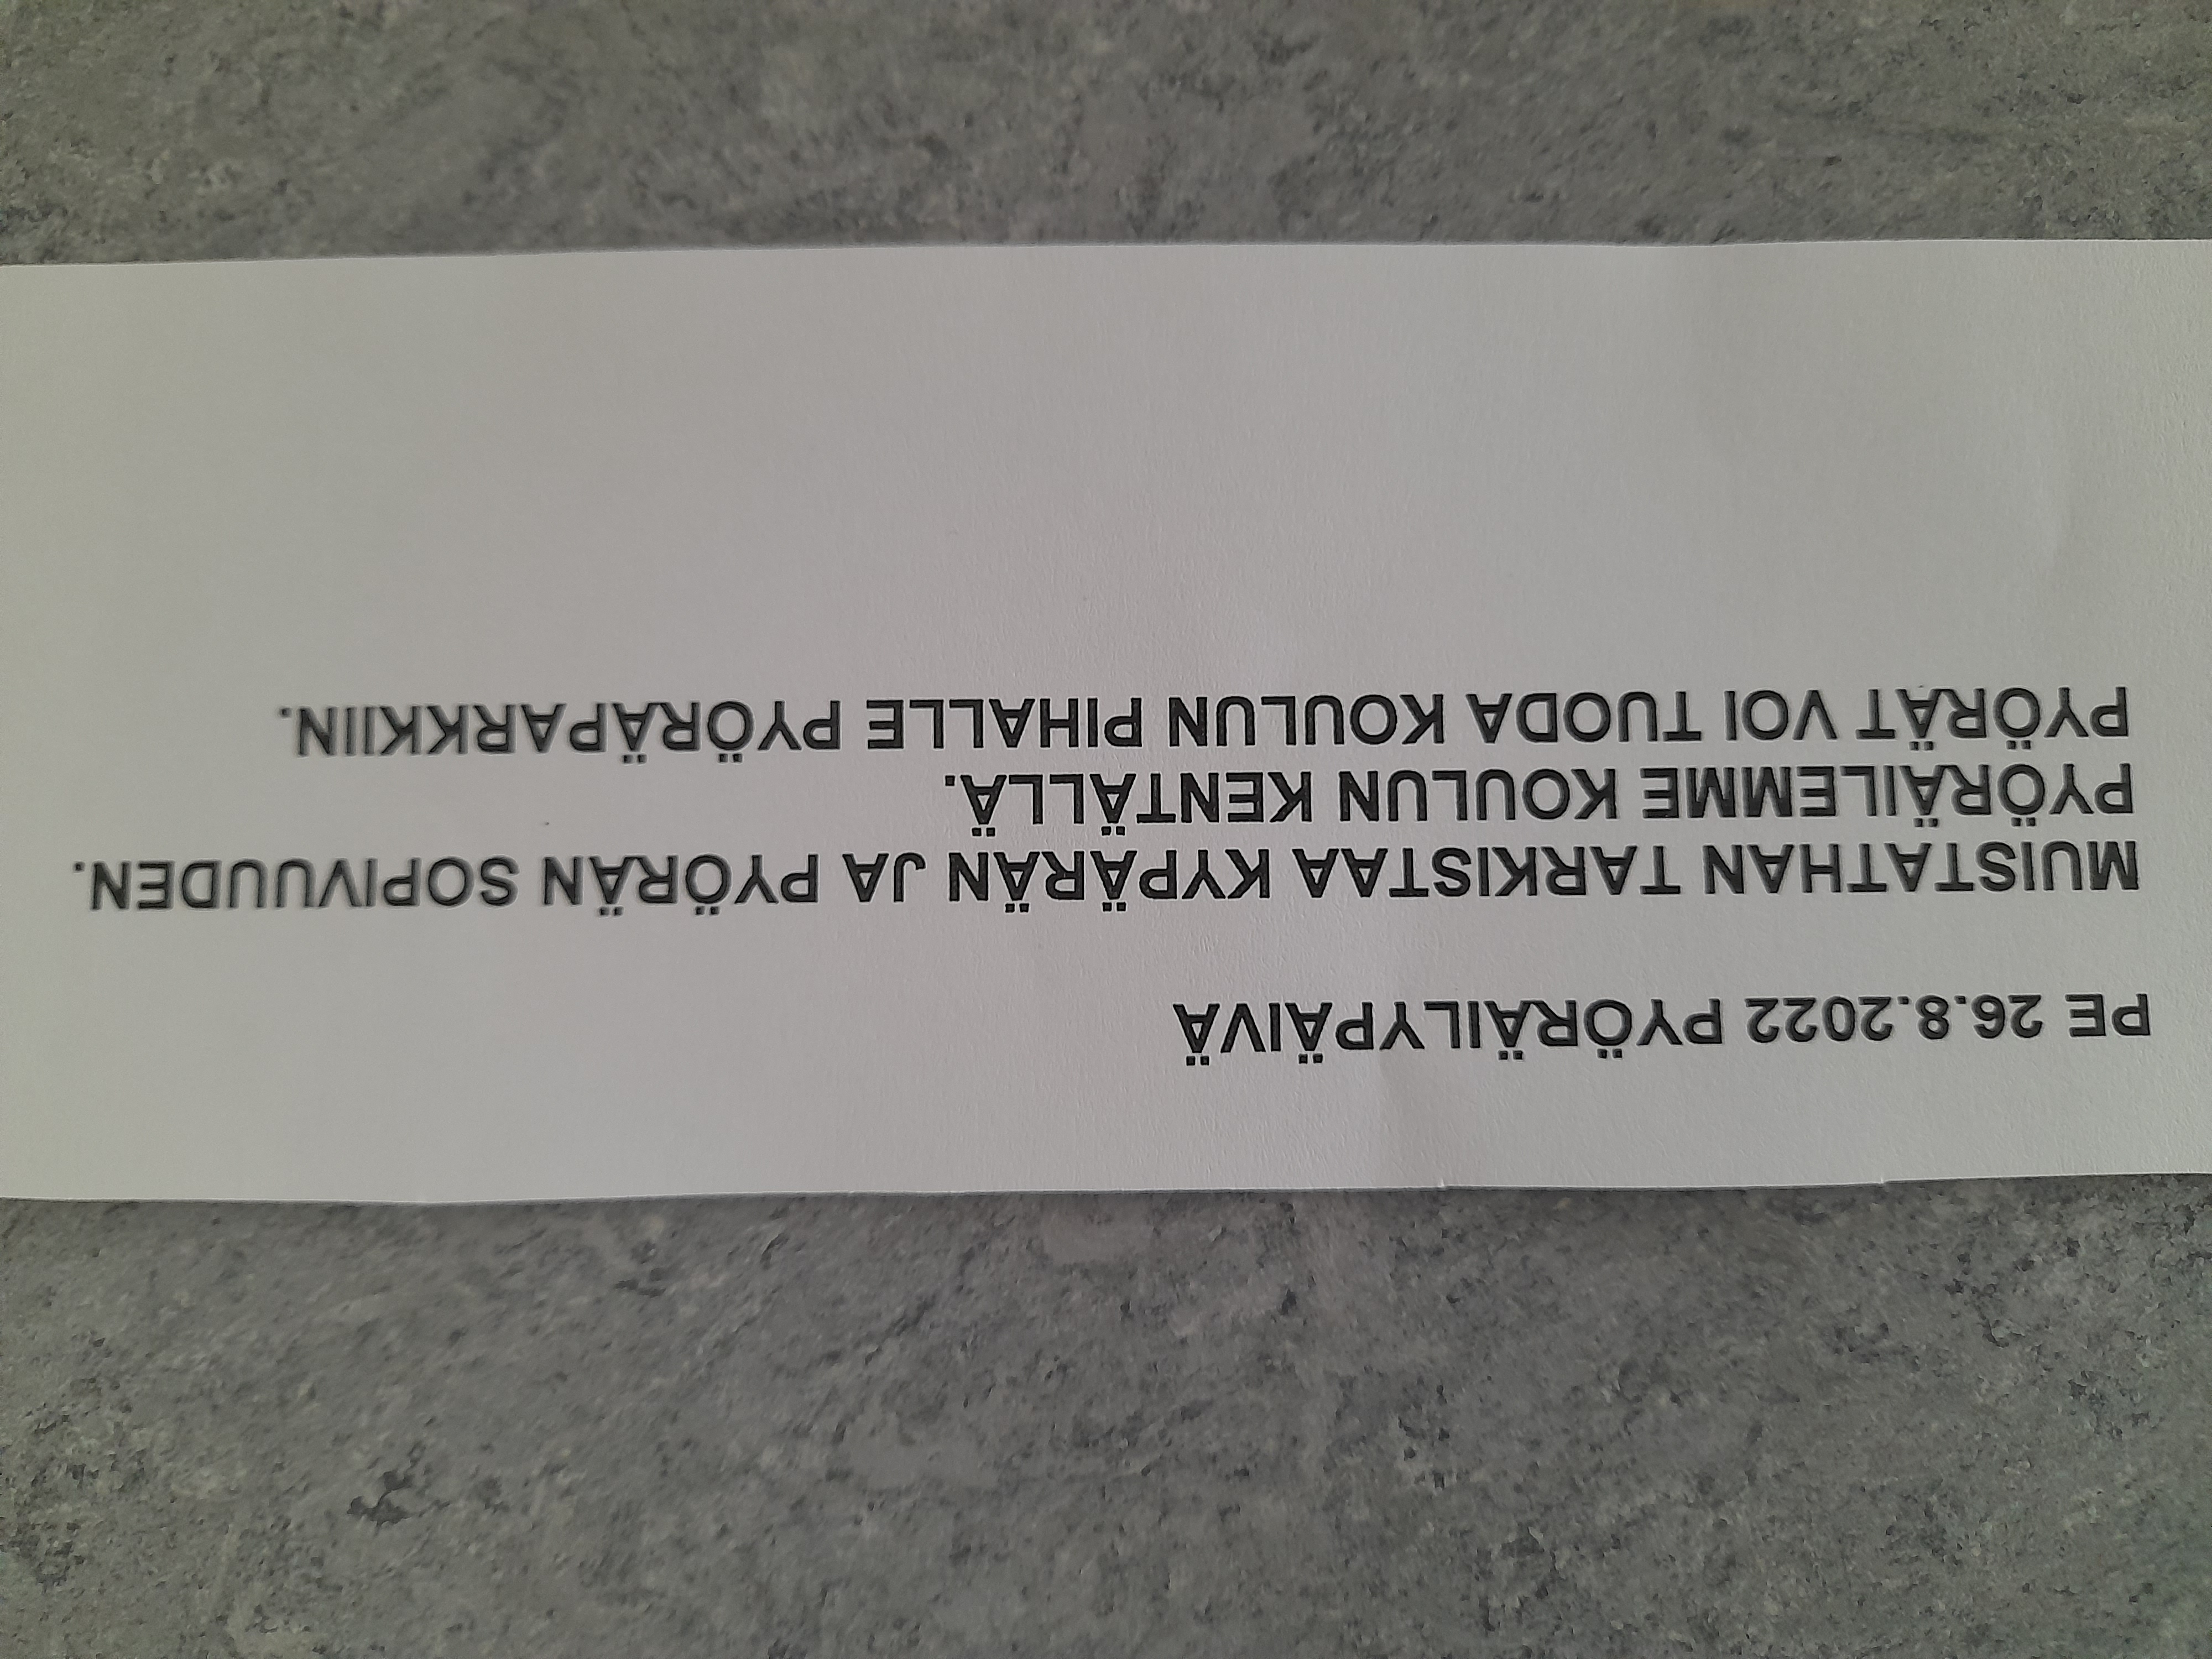 PE 26.8.2022 PYÖRÄILYPÄIVÄ
MUISTATHAN TARKISTAA KYPÄRÄN JA PYÖRÄN SOPIVUUDEN.
PYÖRÄILEMME KOULUN KENTÄLLÄ.
PYÖRÄT VOI TUODA KOULUN PIHALLE PYÖRÄPARKKIIN.